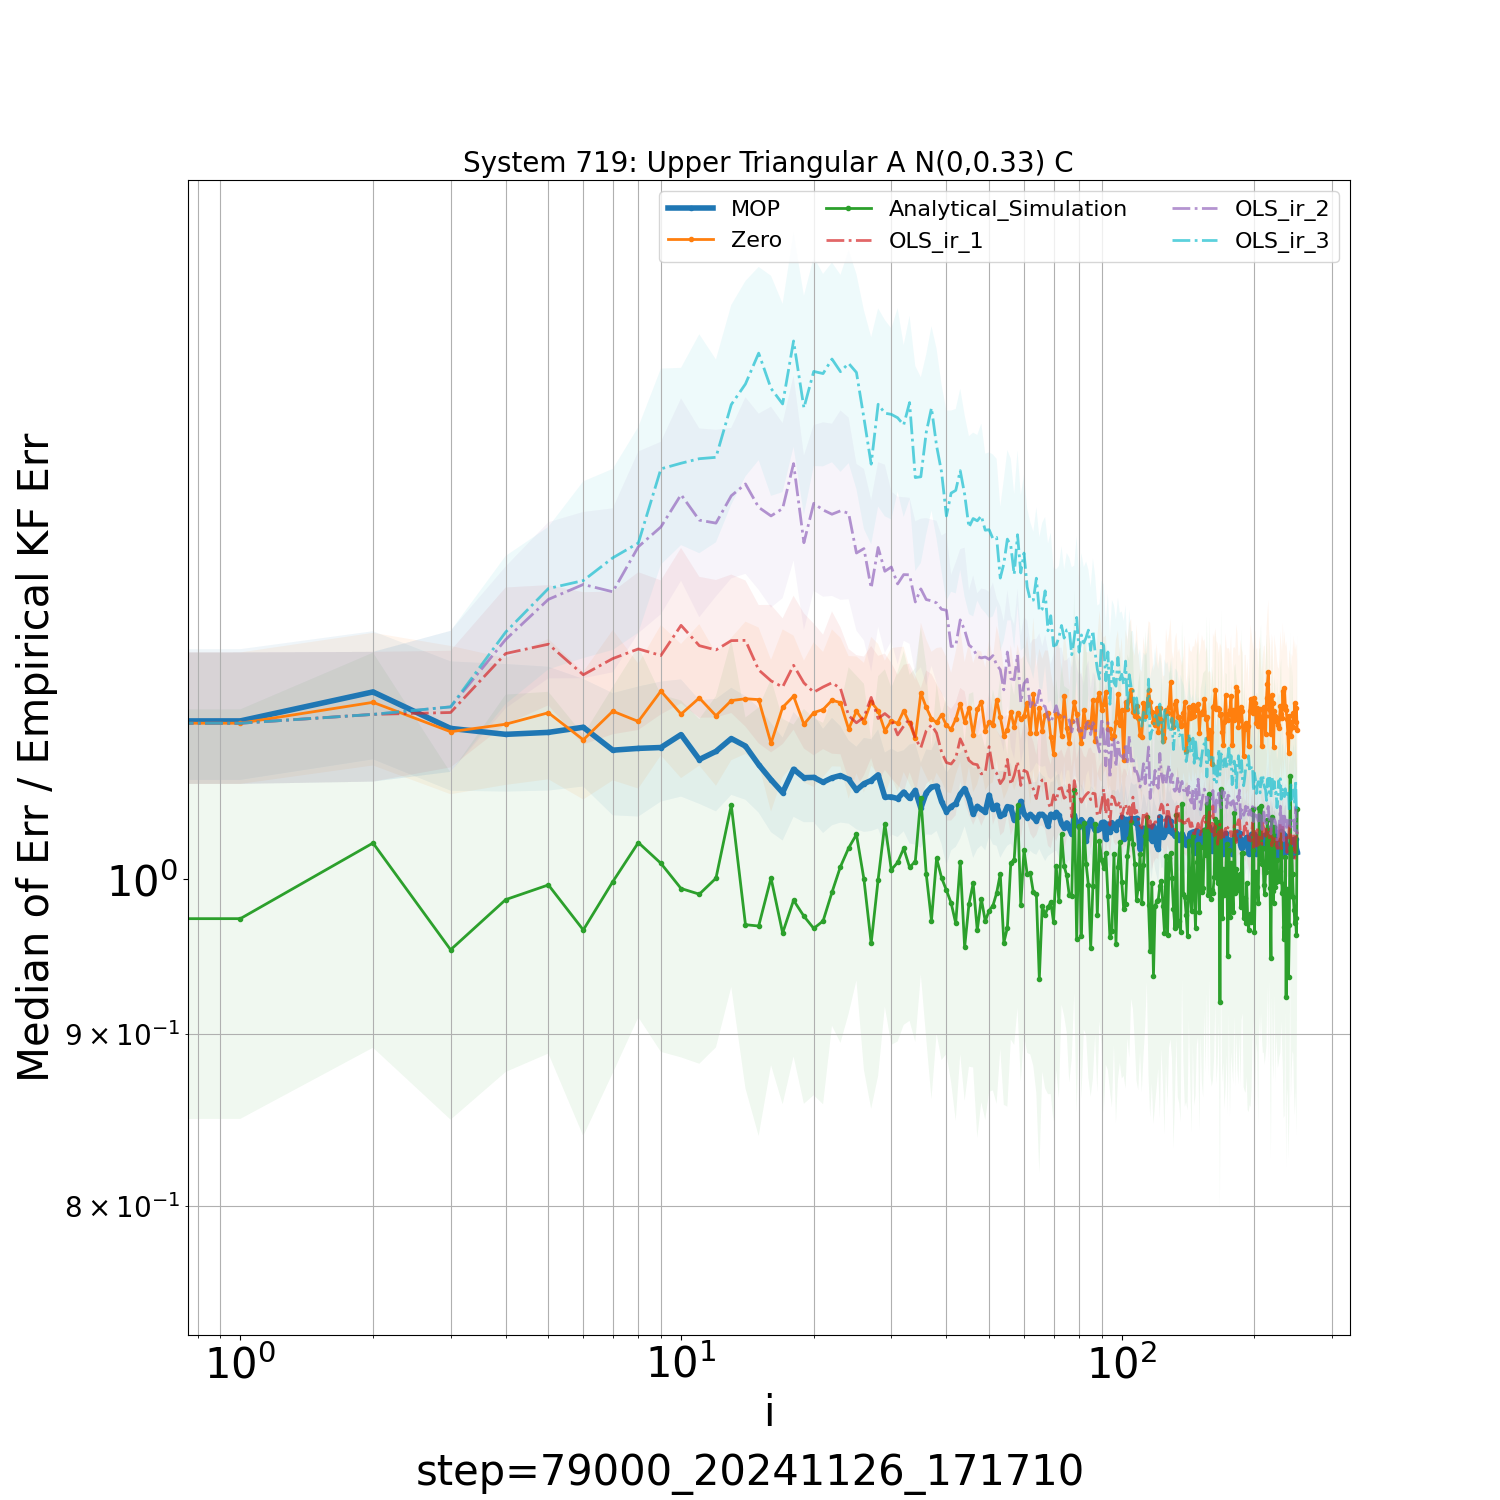 System 719: Upper Triangular A N(0,0.33) C
MOP
Zero
Analytical_Simulation
OLS_ir_1
OLS_ir_2
OLS_ir_3
Median of Err / Empirical KF Err
10⁰
9 × 10⁻¹
8 × 10⁻¹
10⁰
10¹
10²
i
step=79000_20241126_171710